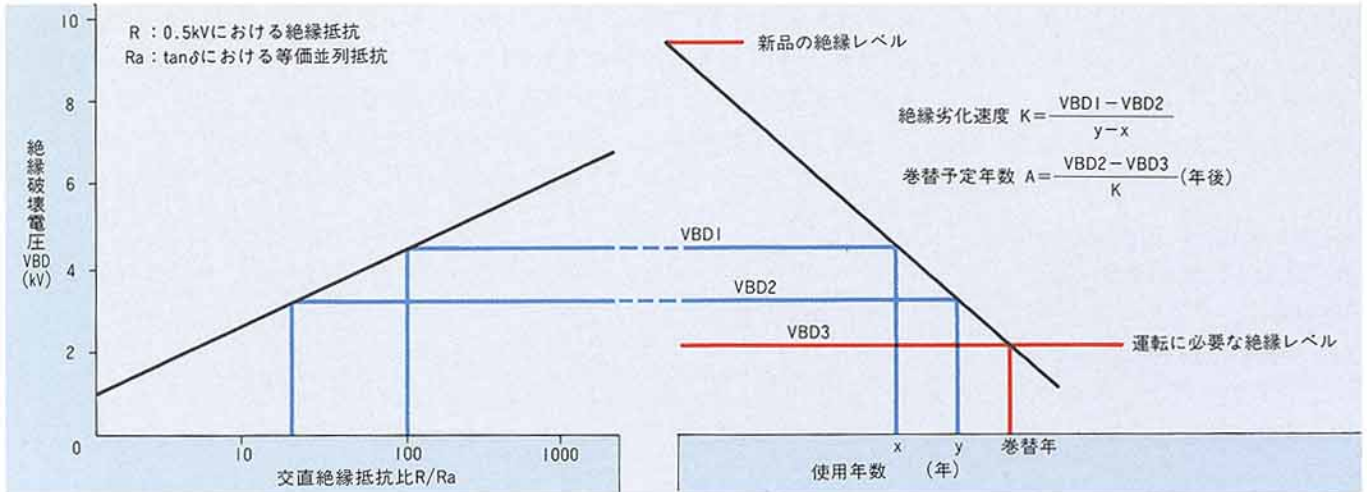 R：0.5kVにおける絶縁抵抗
Ra：tanδにおける等価並列抵抗
絶縁破壊電圧VBD(kV)
10
8
6
4
2
0
10
100
1000
交直絶縁抵抗比R/Ra
新品の絶縁レベル
絶縁劣化速度 K=VBD1-VBD2/y-x
巻替予定年数 A=VBD2-VBD3/K(年後)
VBD1
VBD2
VBD3
運転に必要な絶縁レベル
x y 巻替年
使用年数 (年)